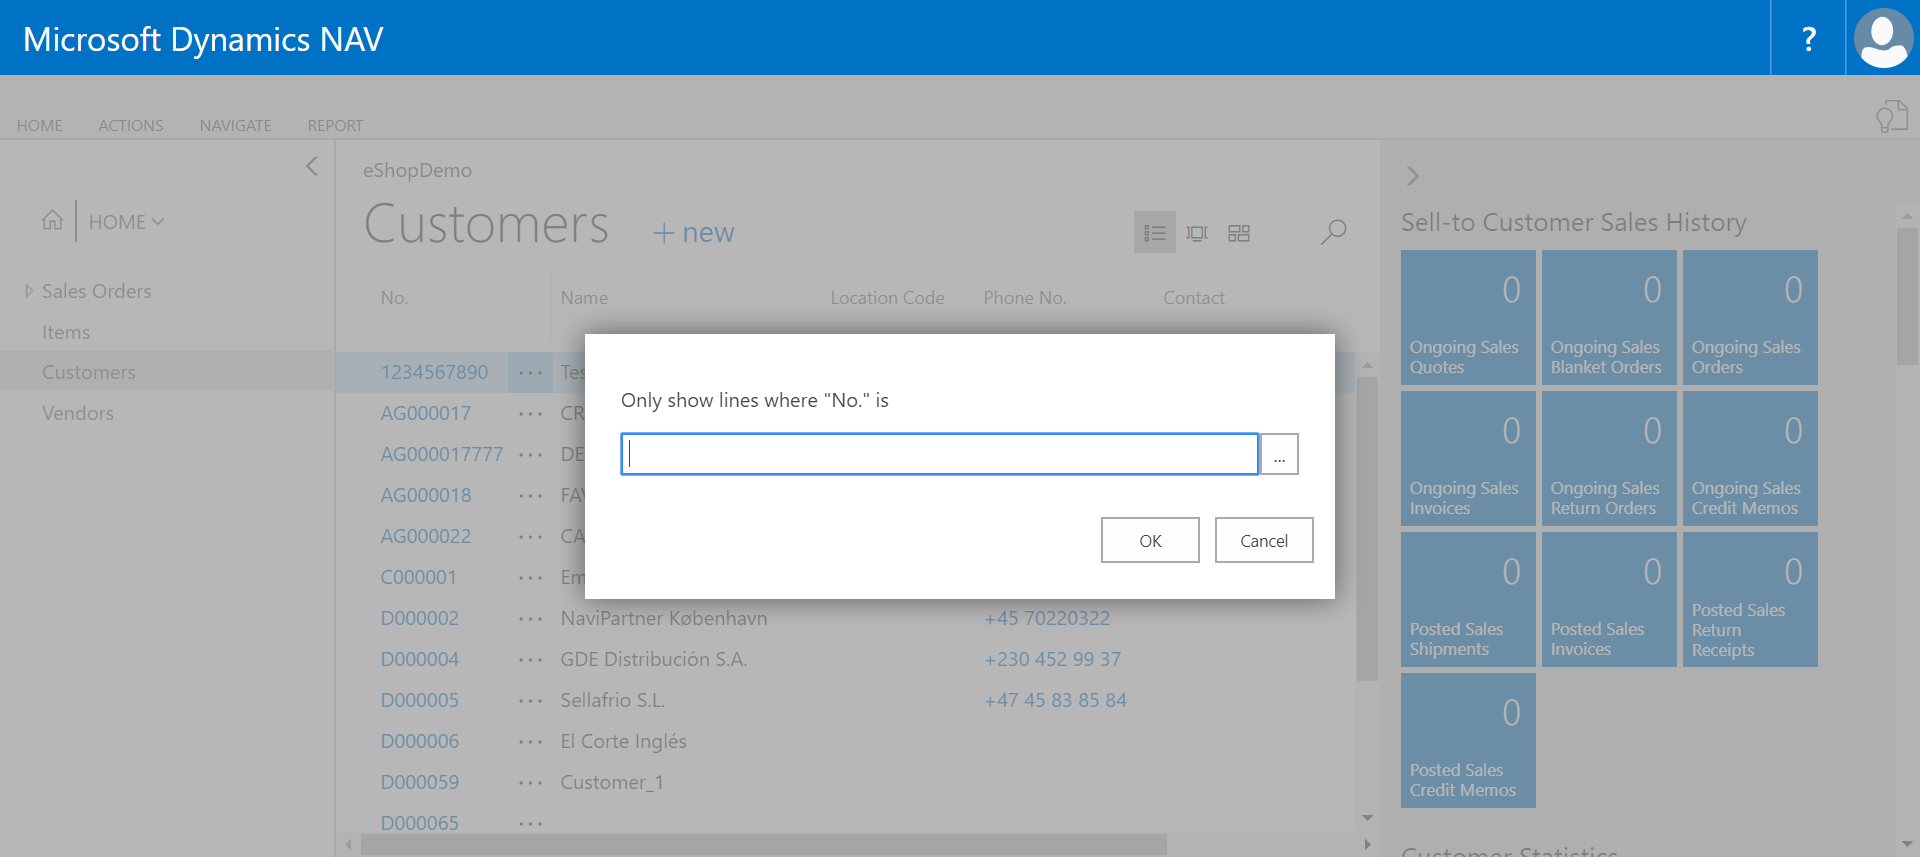 Microsoft Dynamics NAV
?
HOME ACTIONS NAVIGATE REPORT
HOME
Sales Orders
Items
Customers
Vendors
eShopDemo
Customers
+ new
No. Name Location Code Phone No. Contact
1234567890 ··· Tes
AG000017 ··· CR
AG000017777 ··· DE
AG000018 ··· FAV
AG000022 ··· CA
C000001 ··· Em
D000002 ··· NaviPartner København +45 70220322
D000004 ··· GDE Distribución S.A. +230 452 99 37
D000005 ··· Sellafrio S.L. +47 45 83 85 84
D000006 ··· El Corte Inglés
D000059 ··· Customer_1
D000065 ···
Only show lines where "No." is
...
OK Cancel
Sell-to Customer Sales History
0
Ongoing Sales
Quotes
0
Ongoing Sales
Blanket Orders
0
Ongoing Sales
Orders
0
Ongoing Sales
Invoices
0
Ongoing Sales
Return Orders
0
Ongoing Sales
Credit Memos
0
Posted Sales
Shipments
0
Posted Sales
Invoices
0
Posted Sales
Return
Receipts
0
Posted Sales
Credit Memos
Customer Statistics